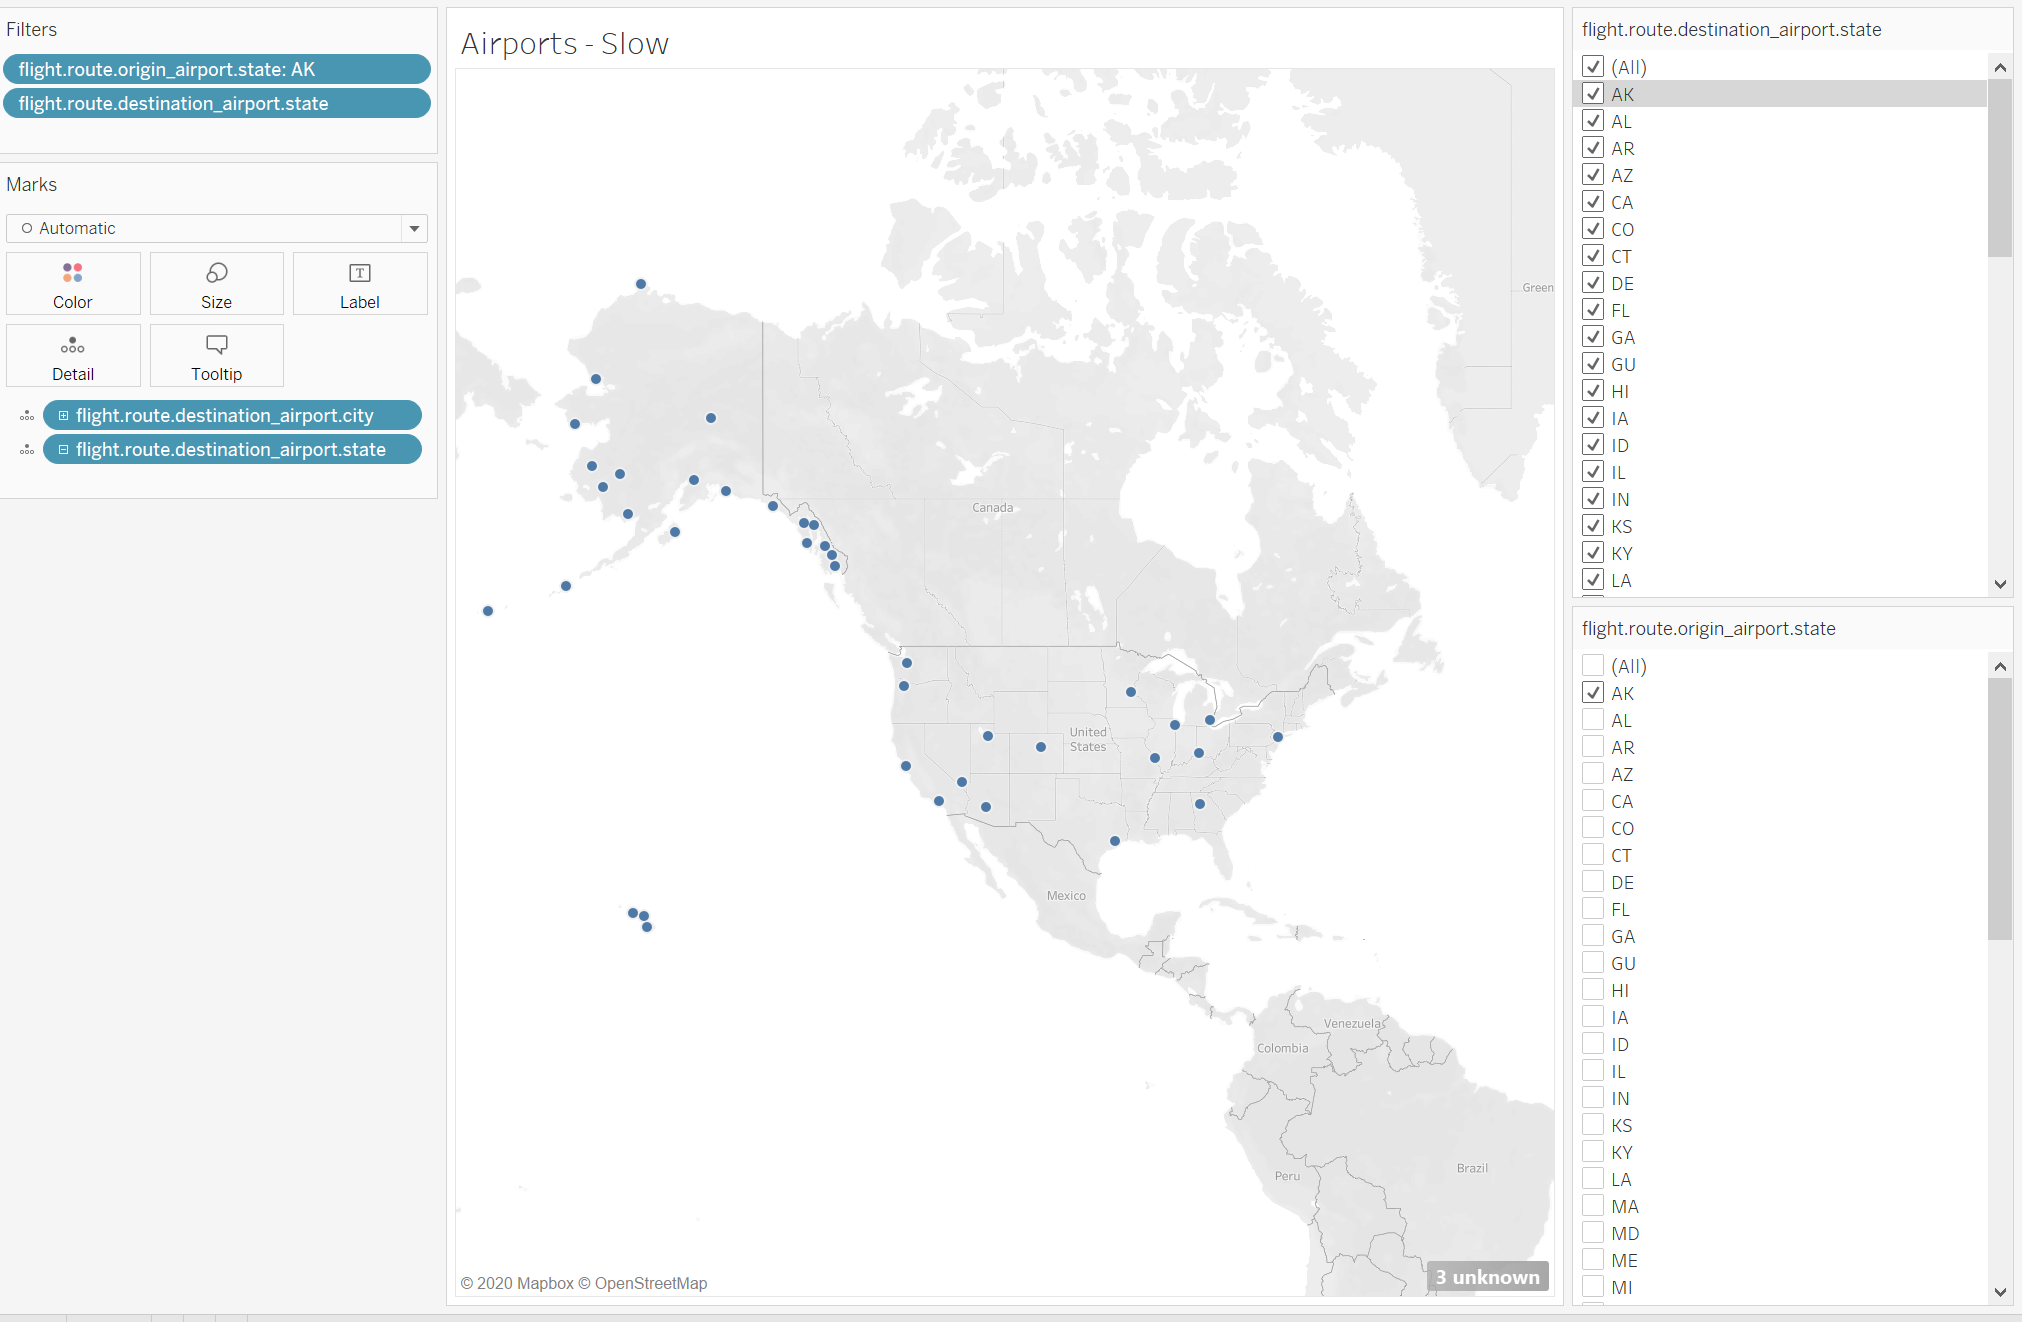 Filters
flight.route.origin_airport.state: AK
flight.route.destination_airport.state
Marks
Automatic
Color
Size
T
Label
Detail
Tooltip
flight.route.destination_airport.city
flight.route.destination_airport.state
Airports - Slow
Green
Canada
United
States
Mexico
Venezuela
Colombia
Peru
Brazil
© 2020 Mapbox © OpenStreetMap
3 unknown
flight.route.destination_airport.state
(All)
AK
AL
AR
AZ
CA
CO
CT
DE
FL
GA
GU
HI
IA
ID
IL
IN
KS
KY
LA
flight.route.origin_airport.state
(All)
AK
AL
AR
AZ
CA
CO
CT
DE
FL
GA
GU
HI
IA
ID
IL
IN
KS
KY
LA
MA
MD
ME
MI